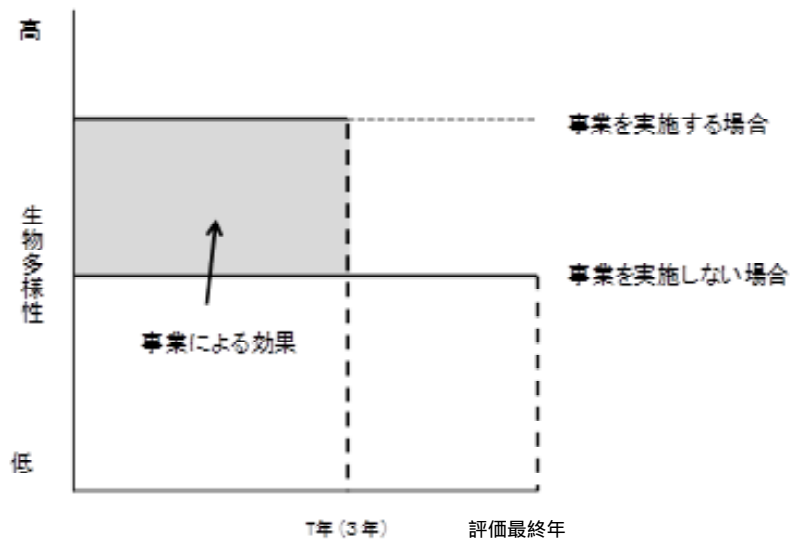 高
事業を実施する場合
生物多様性
事業を実施しない場合
事業による効果
低
T年(3年)
評価最終年